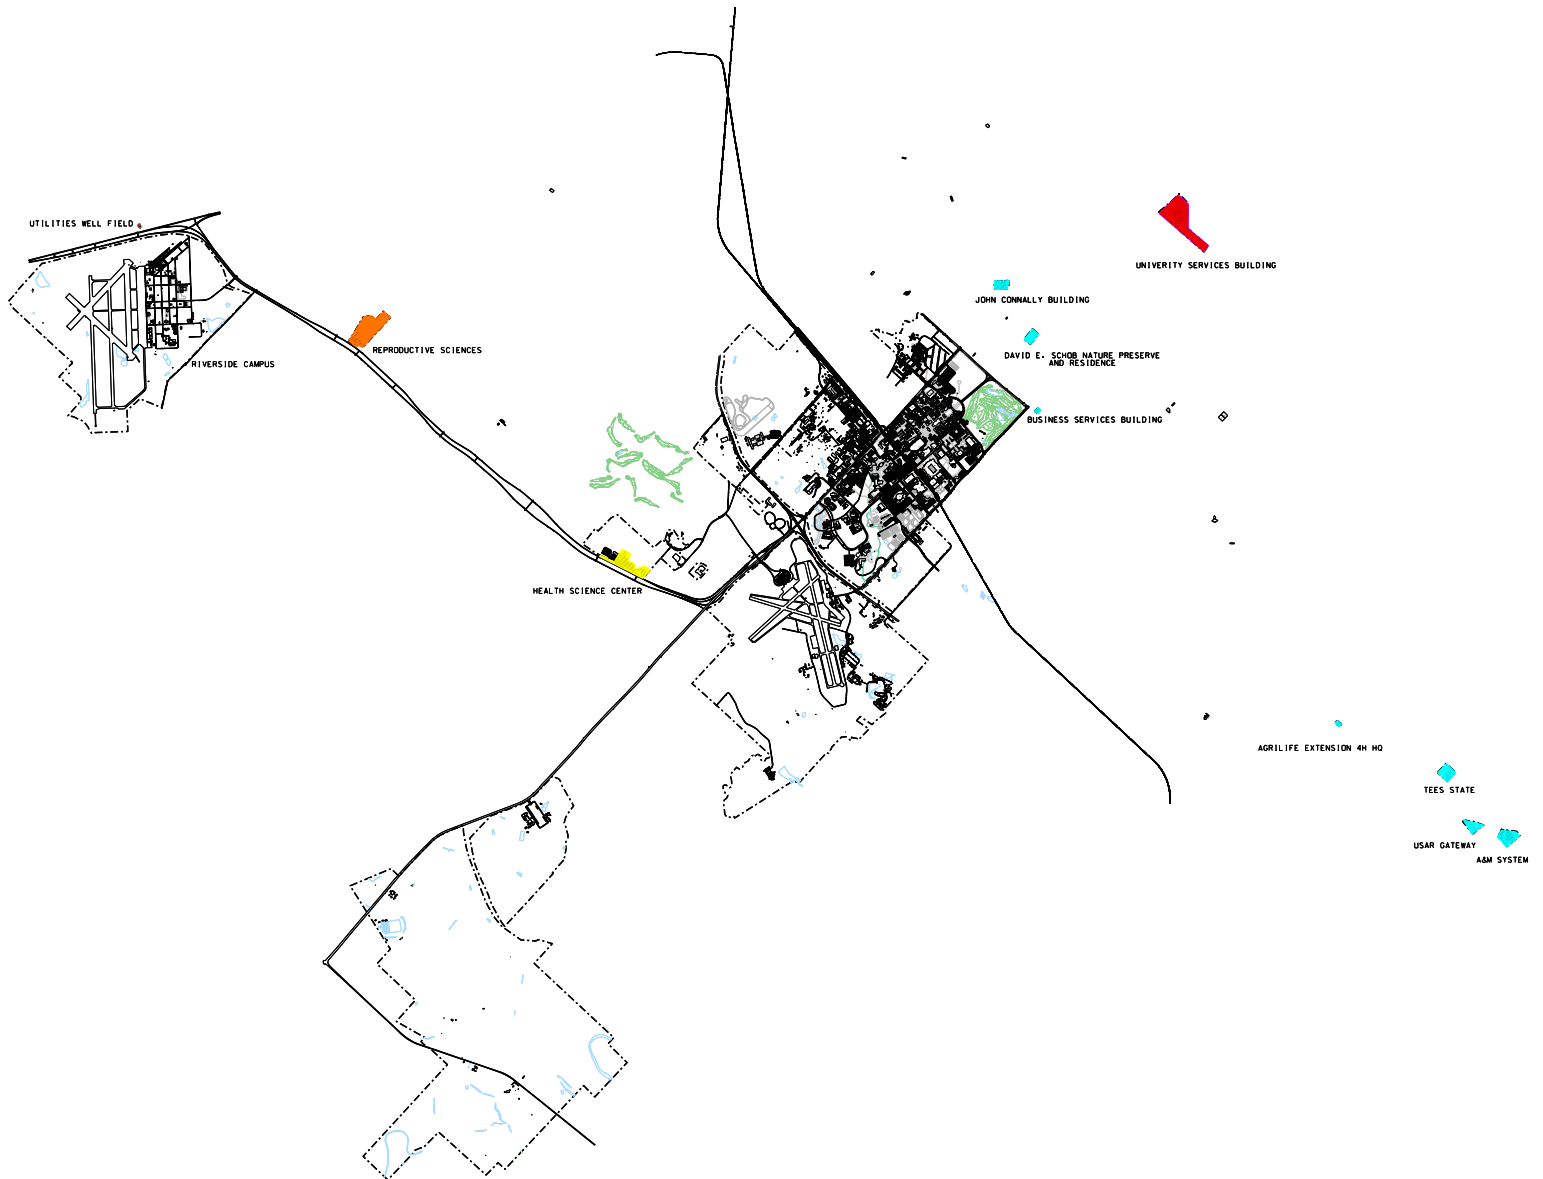 UTILITIES WELL FIELD
UNIVERITY SERVICES BUILDING
JOHN CONNALLY BUILDING
REPRODUCTIVE SCIENCES
DAVID E. SCHOB NATURE PRESERVE
AND RESIDENCE
RIVERSIDE CAMPUS
BUSINESS SERVICES BUILDING
HEALTH SCIENCE CENTER
AGRILIFE EXTENSION 4H HQ
TEES STATE
USAR GATEWAY
A&M SYSTEM